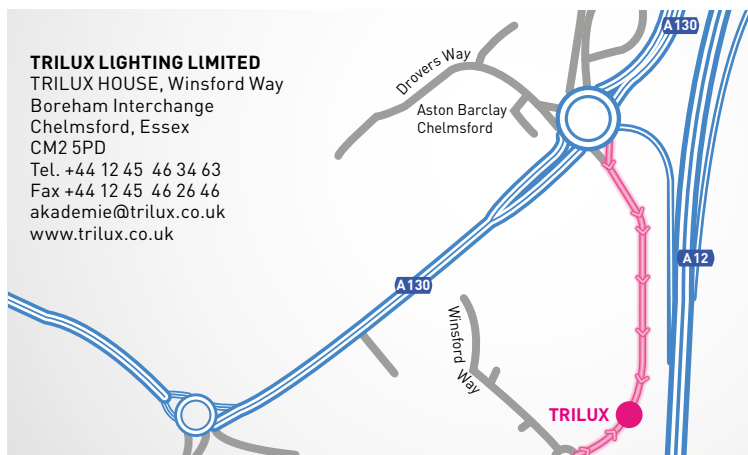 TRILUX LIGHTING LIMITED
TRILUX HOUSE, Winsford Way
Boreham Interchange
Chelmsford, Essex
CM2 5PD
Tel. +44 12 45  46 34 63
Fax +44 12 45  46 26 46
akademie@trilux.co.uk
www.trilux.co.uk
A130
Drovers Way
Aston Barclay
Chelmsford
A12
A130
Winsford Way
TRILUX